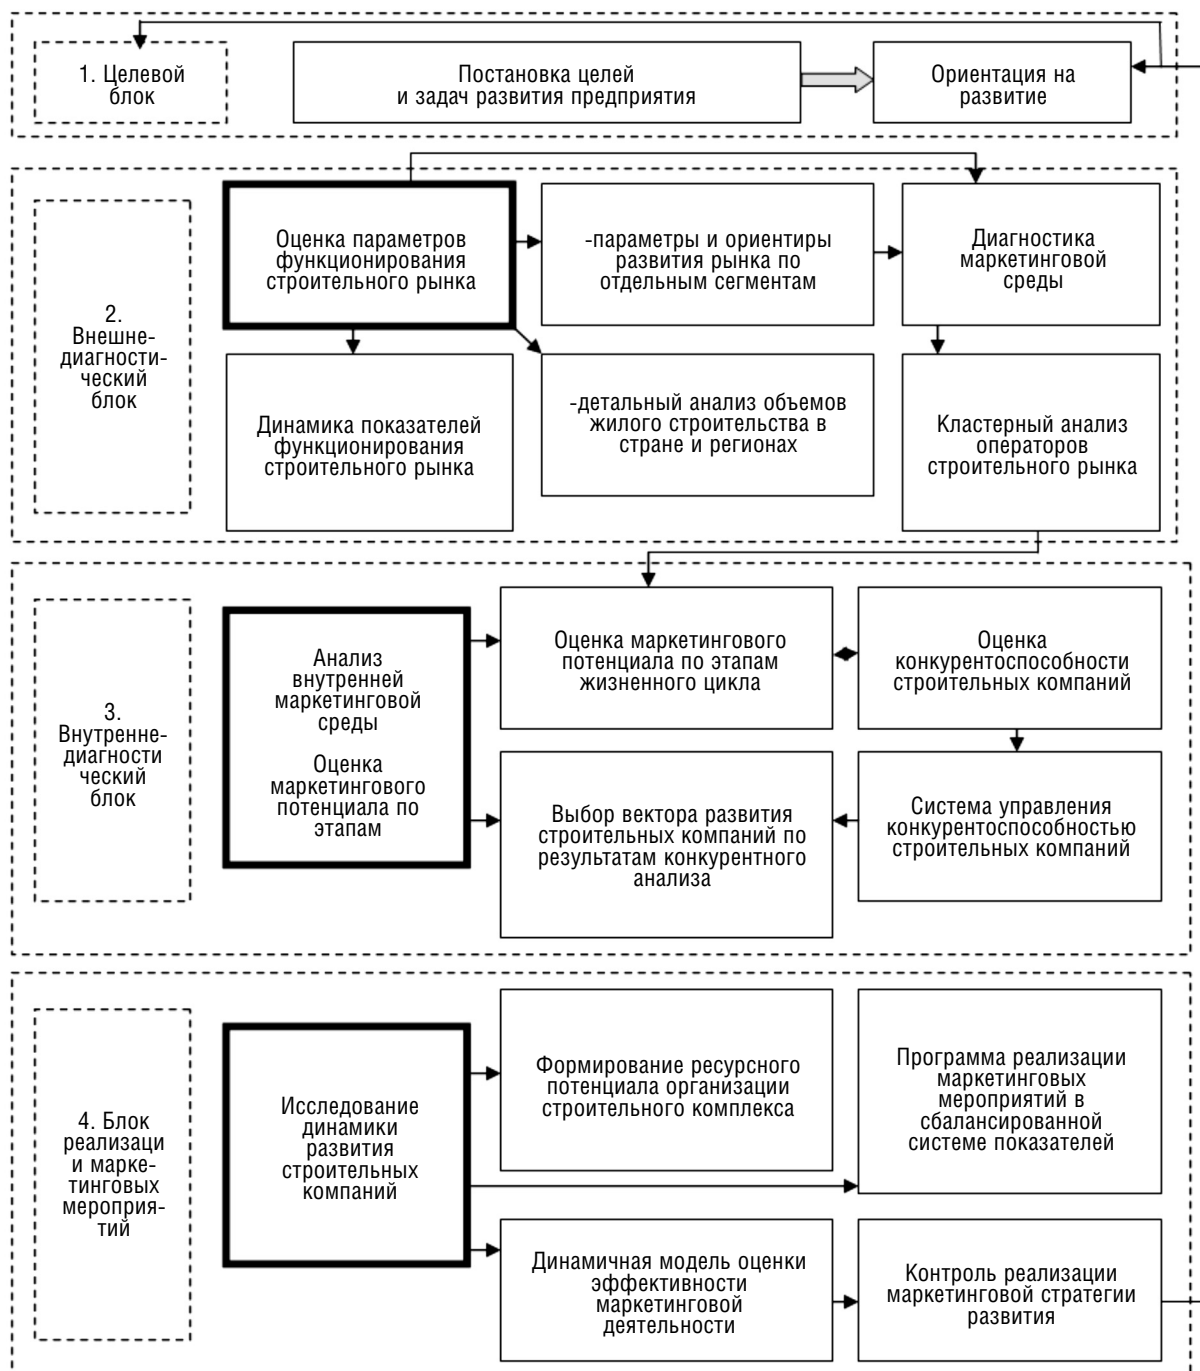 1. Целевой
блок
Постановка целей
и задач развития предприятия
Ориентация на
развитие
2.
Внешне-
диагности-
ческий
блок
Оценка параметров
функционирования
строительного рынка
-параметры и ориентиры
развития рынка по
отдельным сегментам
Диагностика
маркетинговой
среды
Динамика показателей
функционирования
строительного рынка
-детальный анализ объемов
жилого строительства в
стране и регионах
Кластерный анализ
операторов
строительного рынка
3.
Внутренне-
диагности
ческий
блок
Анализ
внутренней
маркетинговой
среды
Оценка
маркетингового
потенциала по
этапам
Оценка маркетингового
потенциала по этапам
жизненного цикла
Оценка
конкурентоспособности
строительных компаний
Выбор вектора развития
строительных компаний по
результатам конкурентного
анализа
Система управления
конкурентоспособностью
строительных компаний
4. Блок
реализаци
и марке-
тинговых
мероприя-
тий
Исследование
динамики
развития
строительных
компаний
Формирование ресурсного
потенциала организации
строительного комплекса
Программа реализации
маркетинговых
мероприятий в
сбалансированной
системе показателей
Динамичная модель оценки
эффективности
маркетинговой
деятельности
Контроль реализации
маркетинговой стратегии
развития